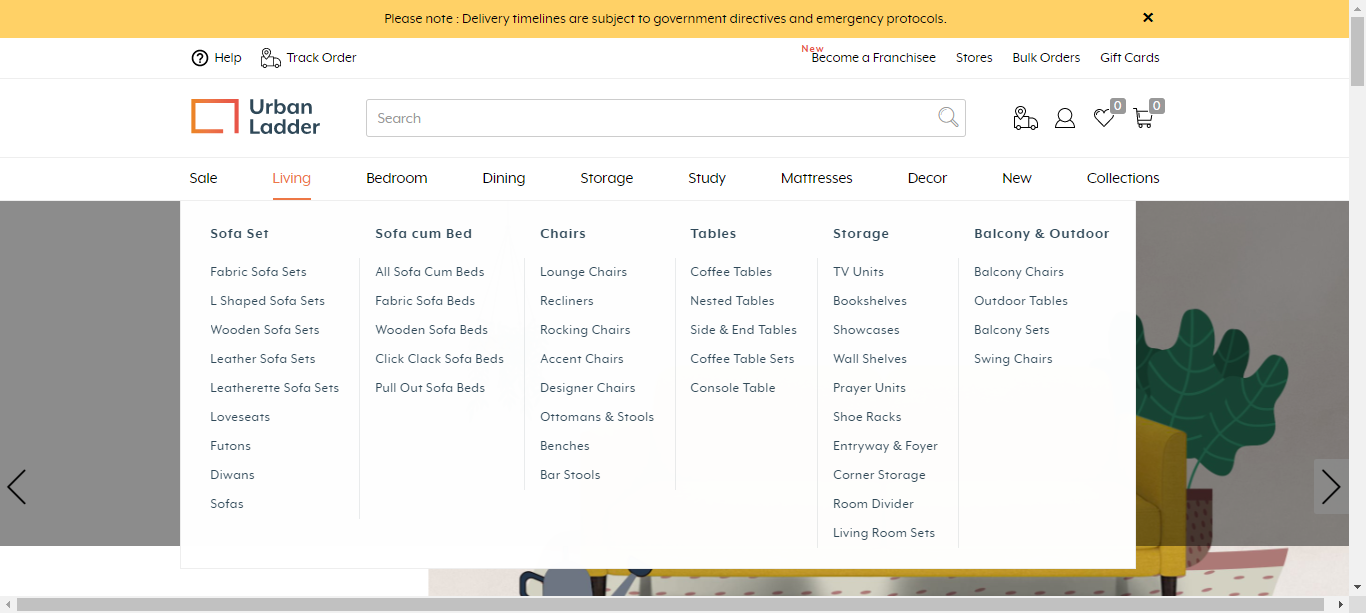 Please note : Delivery timelines are subject to government directives and emergency protocols.
Help
Track Order
New
Become a Franchisee
Stores
Bulk Orders
Gift Cards
Urban
Ladder
Search
0
0
Sale
Living
Bedroom
Dining
Storage
Study
Mattresses
Decor
New
Collections
Sofa Set
Fabric Sofa Sets
L Shaped Sofa Sets
Wooden Sofa Sets
Leather Sofa Sets
Leatherette Sofa Sets
Loveseats
Futons
Diwans
Sofas
Sofa cum Bed
All Sofa Cum Beds
Fabric Sofa Beds
Wooden Sofa Beds
Click Clack Sofa Beds
Pull Out Sofa Beds
Chairs
Lounge Chairs
Recliners
Rocking Chairs
Accent Chairs
Designer Chairs
Ottomans & Stools
Benches
Bar Stools
Tables
Coffee Tables
Nested Tables
Side & End Tables
Coffee Table Sets
Console Table
Storage
TV Units
Bookshelves
Showcases
Wall Shelves
Prayer Units
Shoe Racks
Entryway & Foyer
Corner Storage
Room Divider
Living Room Sets
Balcony & Outdoor
Balcony Chairs
Outdoor Tables
Balcony Sets
Swing Chairs